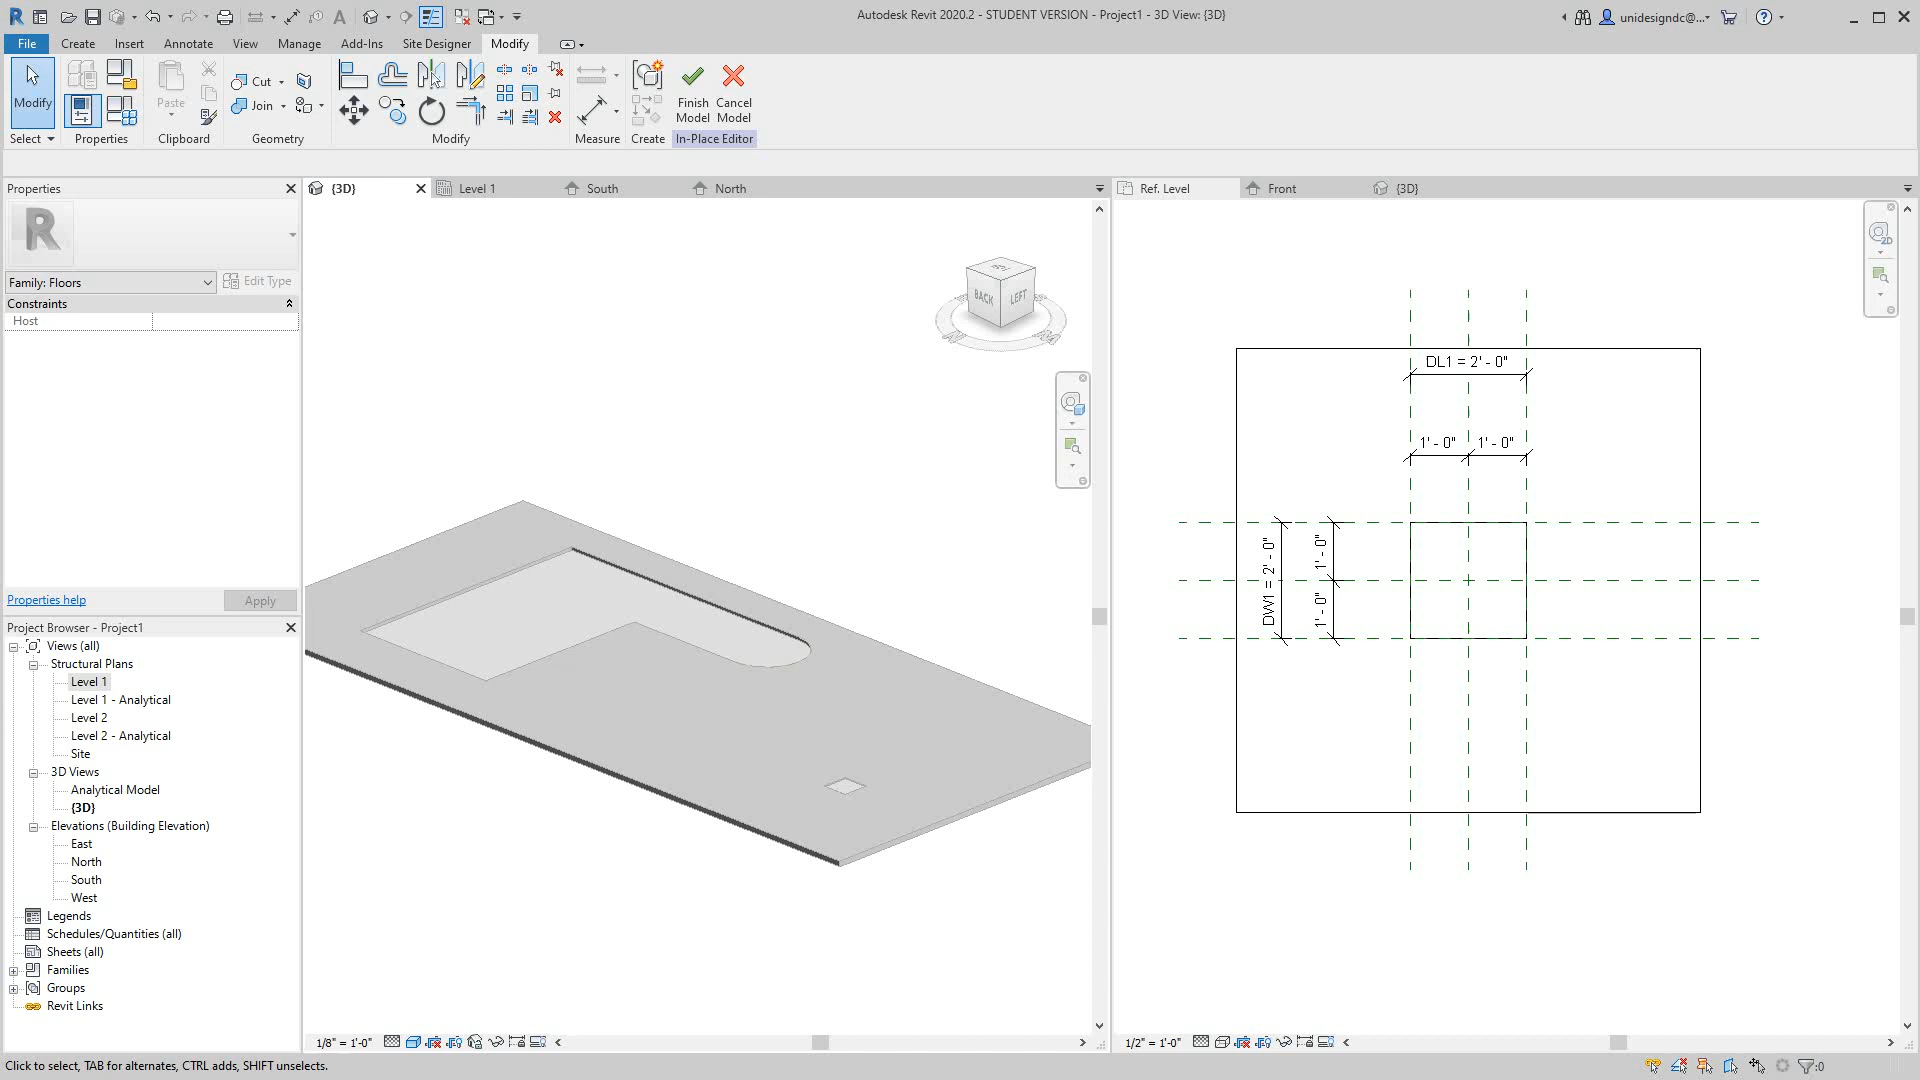 Autodesk Revit 2020.2 - STUDENT VERSION - Project1 - 3D View: {3D}
unidesigndc@...
File Create Insert Annotate View Manage Add-Ins Site Designer Modify
Modify
Paste
Cut
Join
Finish Model
Cancel Model
Select Properties Clipboard Geometry Modify Measure Create In-Place Editor
Properties
{3D} Level 1 South North
Ref. Level Front {3D}
Family: Floors
Edit Type
Constraints
Host
BACK LEFT
DL1 = 2' - 0"
1' - 0" 1' - 0"
DW1 = 2' - 0"
1' - 0"
1' - 0"
2D
Properties help
Apply
Project Browser - Project1
Views (all)
Structural Plans
Level 1
Level 1 - Analytical
Level 2
Level 2 - Analytical
Site
3D Views
Analytical Model
{3D}
Elevations (Building Elevation)
East
North
South
West
Legends
Schedules/Quantities (all)
Sheets (all)
Families
Groups
Revit Links
1/8" = 1'-0"
1/2" = 1'-0"
Click to select, TAB for alternates, CTRL adds, SHIFT unselects.
:0